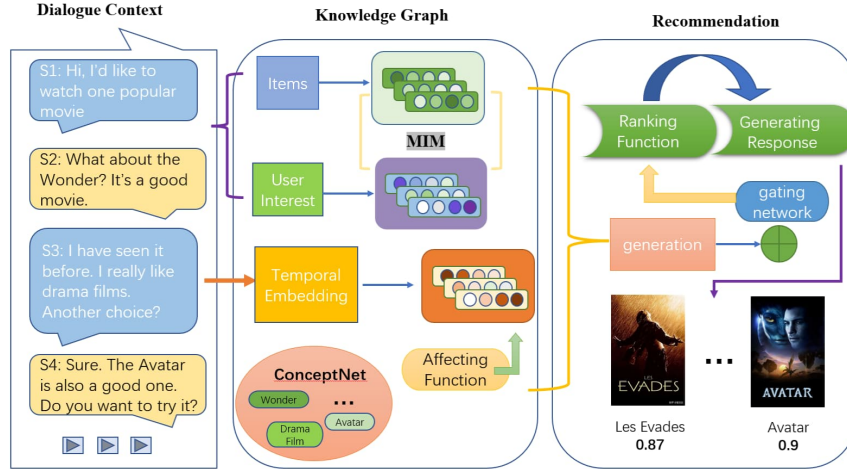 Dialogue Context
S1: Hi, I'd like to
watch one popular
movie
S2: What about the
Wonder? It's a good
movie.
S3: I have seen it
before. I really like
drama films.
Another choice?
S4: Sure. The Avatar
is also a good one.
Do you want to try it?
Knowledge Graph
Items
MIM
User
Interest
Temporal
Embedding
Affecting
Function
ConceptNet
Wonder
...
Avatar
Drama
Film
Recommendation
Ranking
Function
Generating
Response
gating
network
generation
LES
EVADES
...
AVATAR
Les Evades
0.87
Avatar
0.9